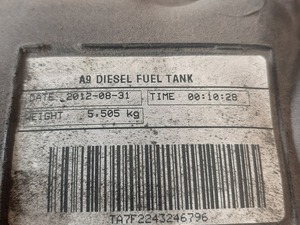 A9 DIESEL FUEL TANK
DATE 2012-08-31 TIME 00:10:28
WEIGHT 5.505 kg
TA7F2243246796